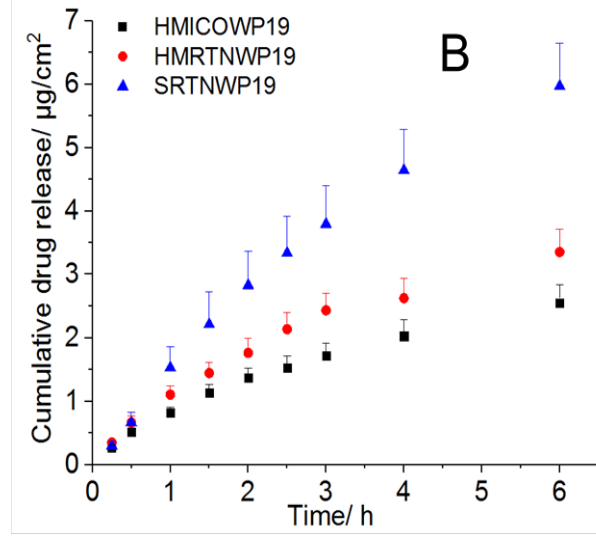 HMICOWP19
HMRTNWP19
SRTNWP19
B
Cumulative drug release/ µg/cm²
7
6
5
4
3
2
1
0
0 1 2 3 4 5 6
Time/ h